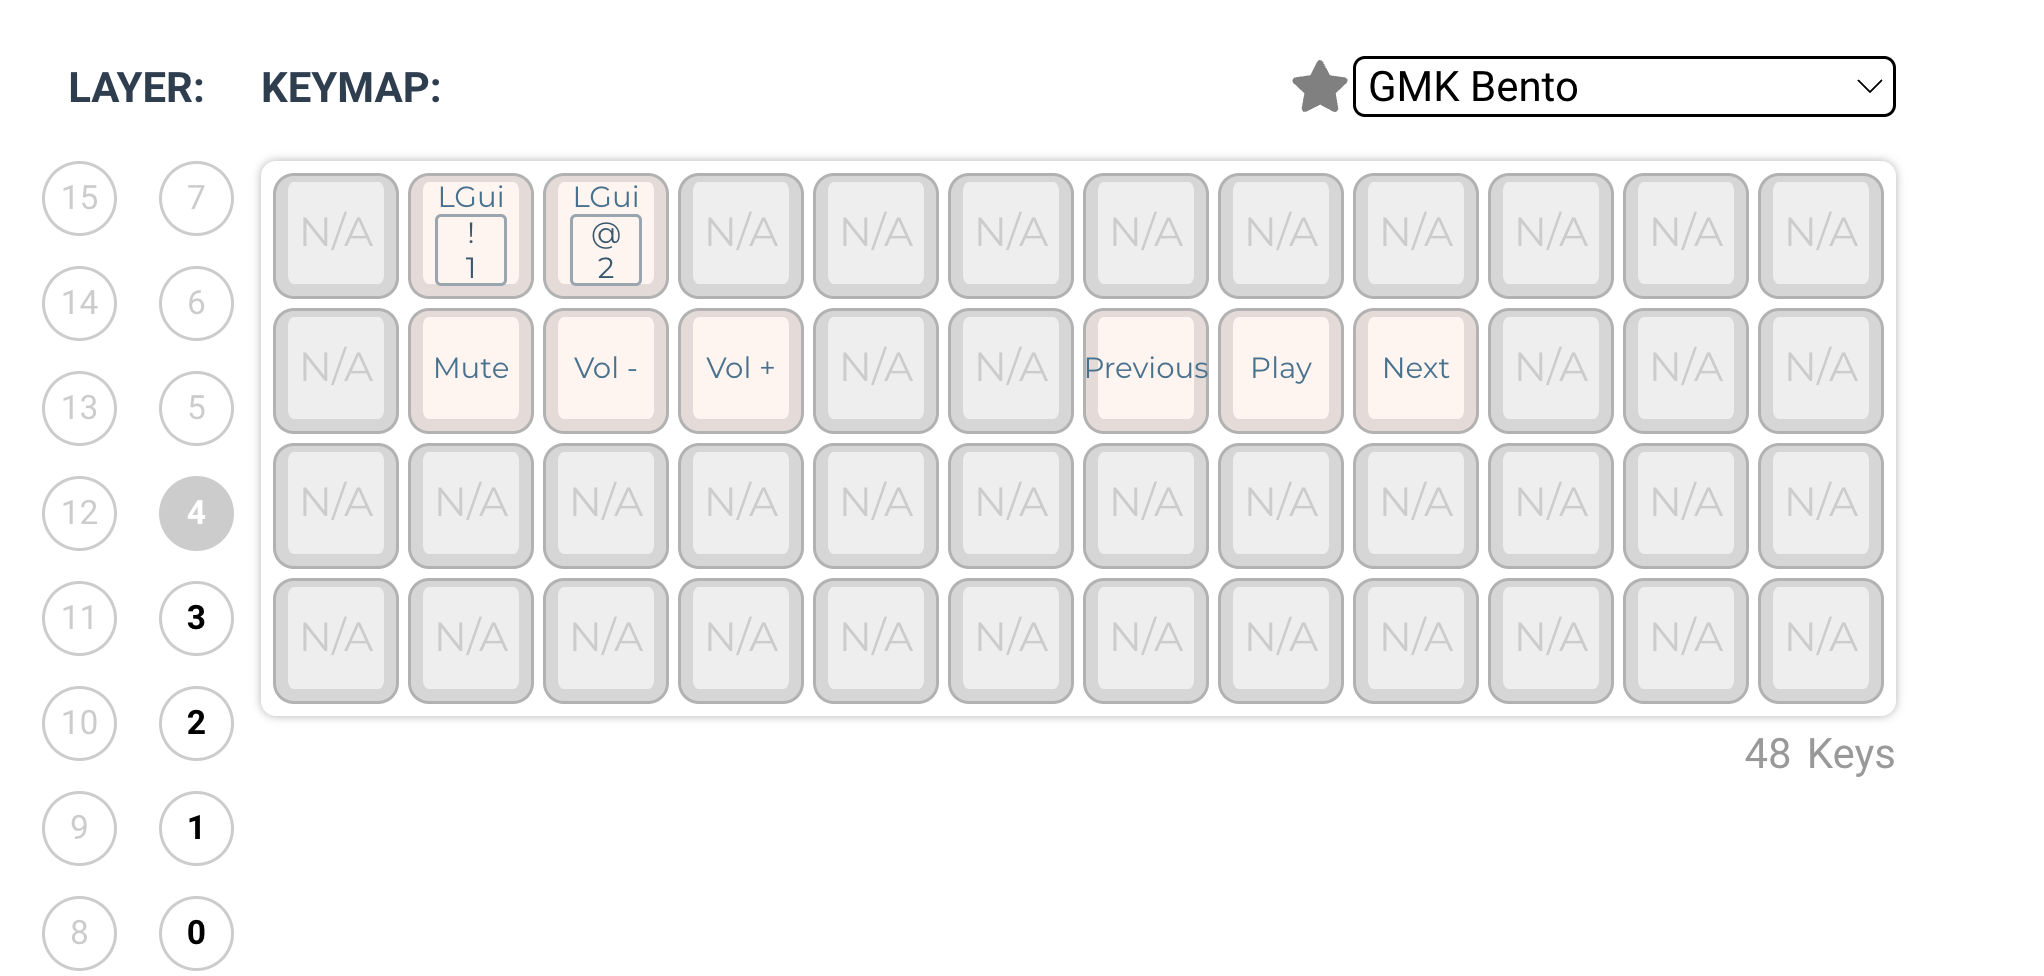 LAYER: KEYMAP: GMK Bento
15 7
14 6
13 5
12 4
11 3
10 2
9 1
8 0
N/A LGui ! 1 LGui @ 2 N/A N/A N/A N/A N/A N/A N/A N/A N/A
N/A Mute Vol - Vol + N/A N/A Previous Play Next N/A N/A N/A
N/A N/A N/A N/A N/A N/A N/A N/A N/A N/A N/A N/A
N/A N/A N/A N/A N/A N/A N/A N/A N/A N/A N/A N/A
48 Keys